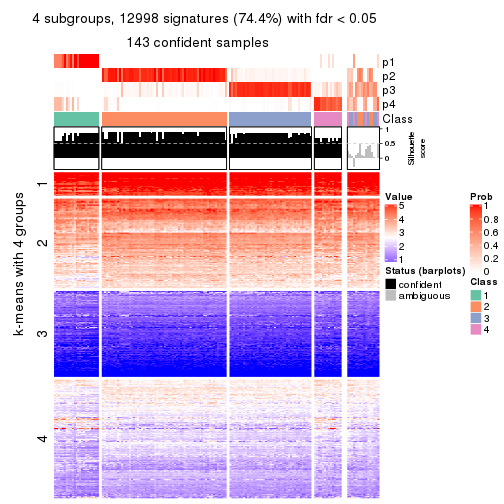 4 subgroups, 12998 signatures (74.4%) with fdr < 0.05
143 confident samples
p1
p2
p3
p4
Class
1
0.5
0
Silhouette
score
k-means with 4 groups
1
2
3
4
Value
5
4
3
2
1
Status (barplots)
confident
ambiguous
Prob
1
0.8
0.6
0.4
0.2
0
Class
1
2
3
4